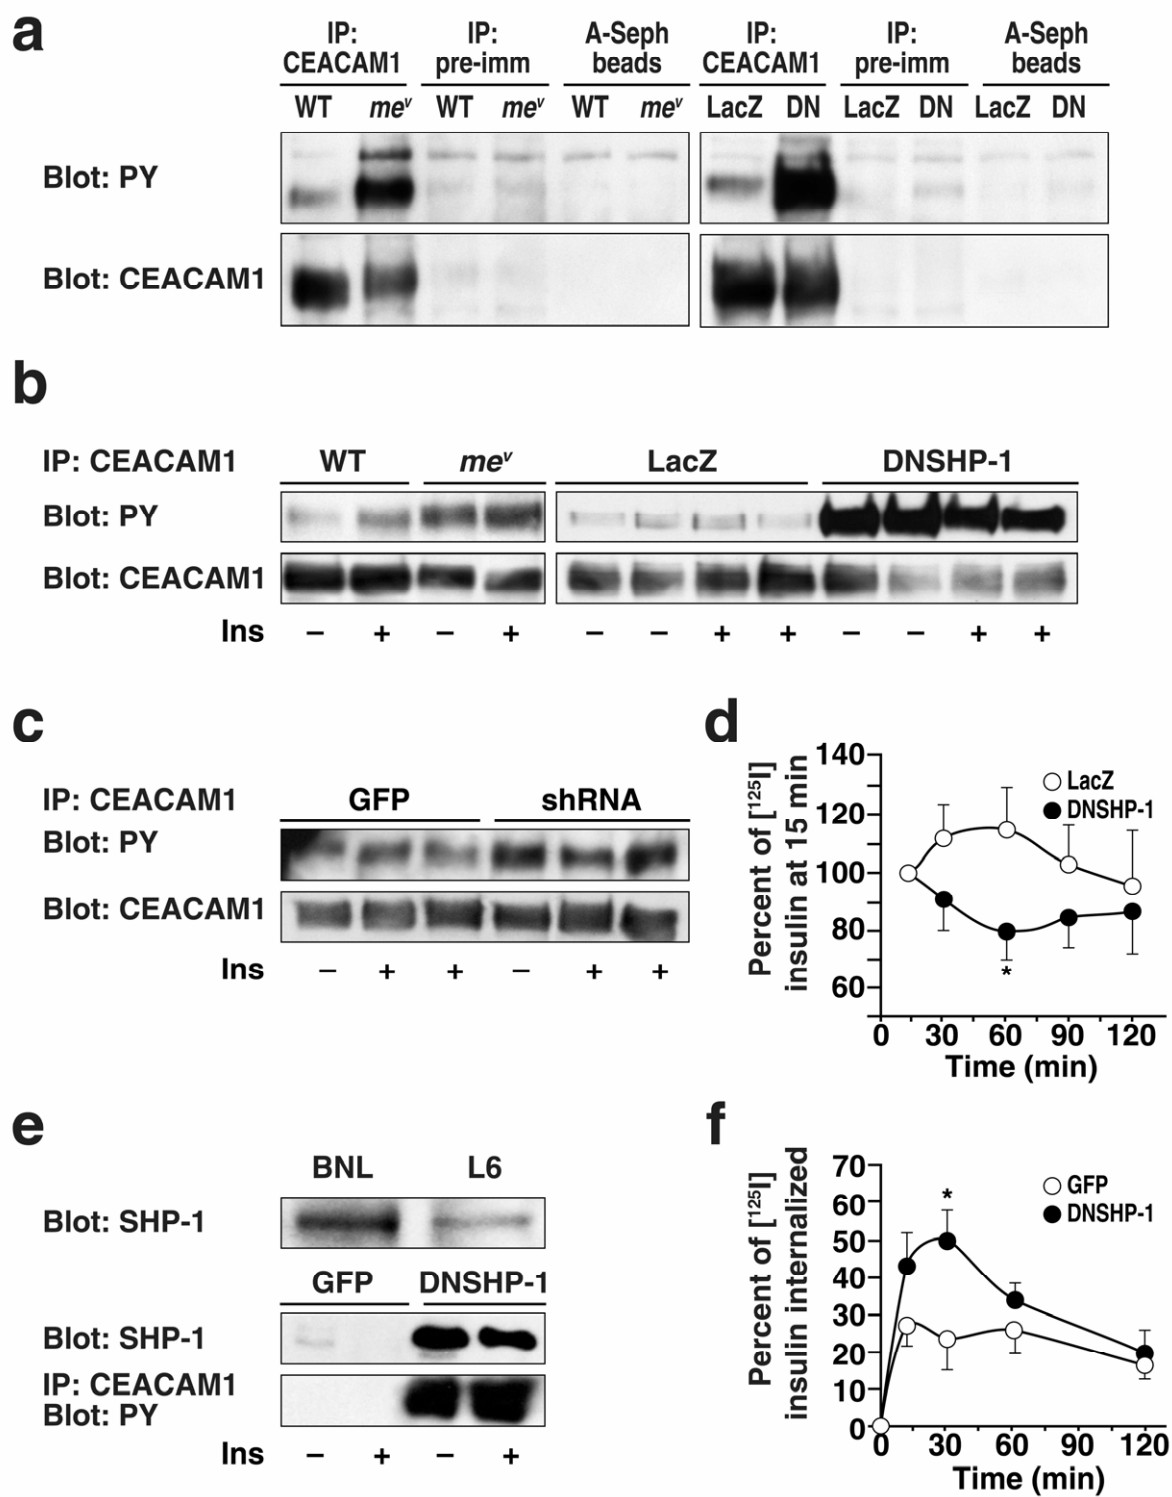 a
IP: CEACAM1
IP: pre-imm
A-Seph beads
IP: CEACAM1
IP: pre-imm
A-Seph beads
WT meᵛ WT meᵛ WT meᵛ LacZ DN LacZ DN LacZ DN
Blot: PY
Blot: CEACAM1
b
IP: CEACAM1 WT meᵛ LacZ DNSHP-1
Blot: PY
Blot: CEACAM1
Ins – + – + – – + + – – + +
c
IP: CEACAM1 GFP shRNA
Blot: PY
Blot: CEACAM1
Ins – + + – + +
d
Percent of [¹²⁵I]
insulin at 15 min
140
120
100
80
60
LacZ
DNSHP-1
*
0 30 60 90 120
Time (min)
e
BNL L6
Blot: SHP-1
GFP DNSHP-1
Blot: SHP-1
IP: CEACAM1
Blot: PY
Ins – + – +
f
Percent of [¹²⁵I]
insulin internalized
70
60
50
40
30
20
10
0
GFP
DNSHP-1
*
0 30 60 90 120
Time (min)